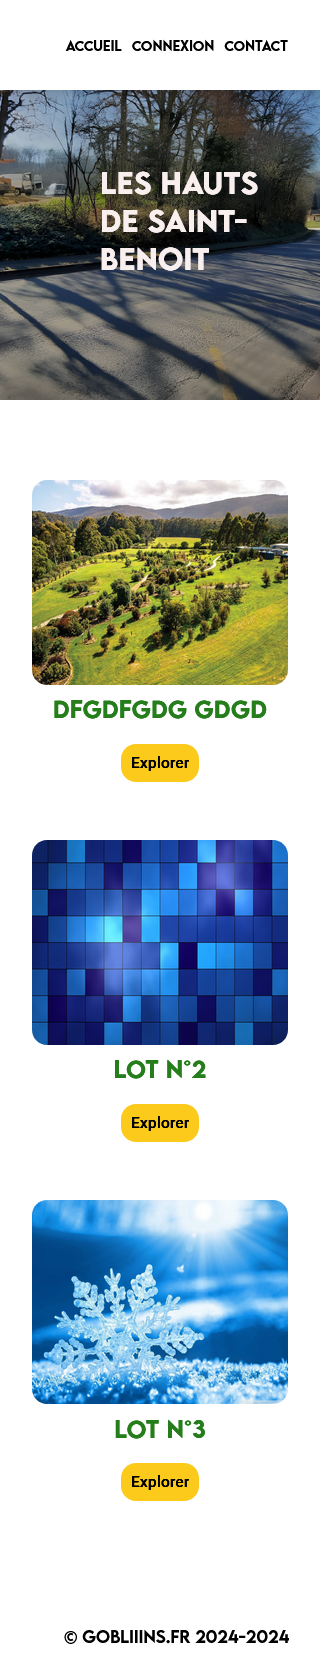 ACCUEIL CONNEXION CONTACT
LES HAUTS
DE SAINT-
BENOIT
DFGDFGDG GDGD
Explorer
LOT N°2
Explorer
LOT N°3
Explorer
© GOBLIIINS.FR 2024-2024